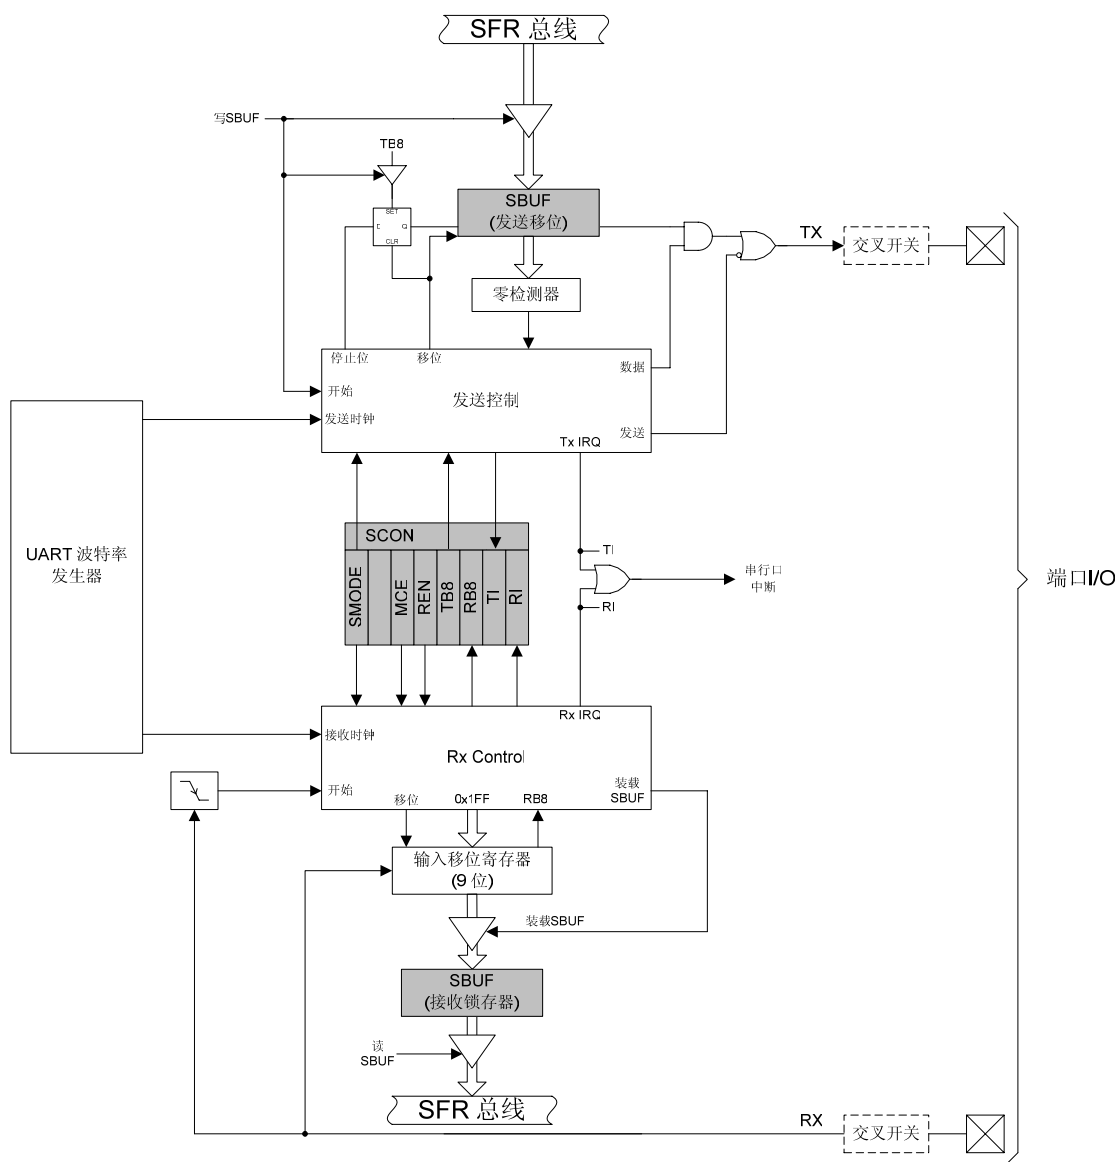 SFR 总线
写SBUF
TB8
SET
D
Q
CLR
SBUF
(发送移位)
零检测器
TX
交叉开关
停止位
移位
数据
开始
发送控制
发送时钟
发送
Tx IRQ
UART 波特率
发生器
SCON
SMODE
MCE
REN
TB8
RB8
TI
RI
TI
RI
串行口
中断
端口I/O
Rx IRQ
接收时钟
Rx Control
开始
装载
SBUF
移位
0x1FF
RB8
输入移位寄存器
(9 位)
装载SBUF
SBUF
(接收锁存器)
读
SBUF
SFR 总线
RX
交叉开关